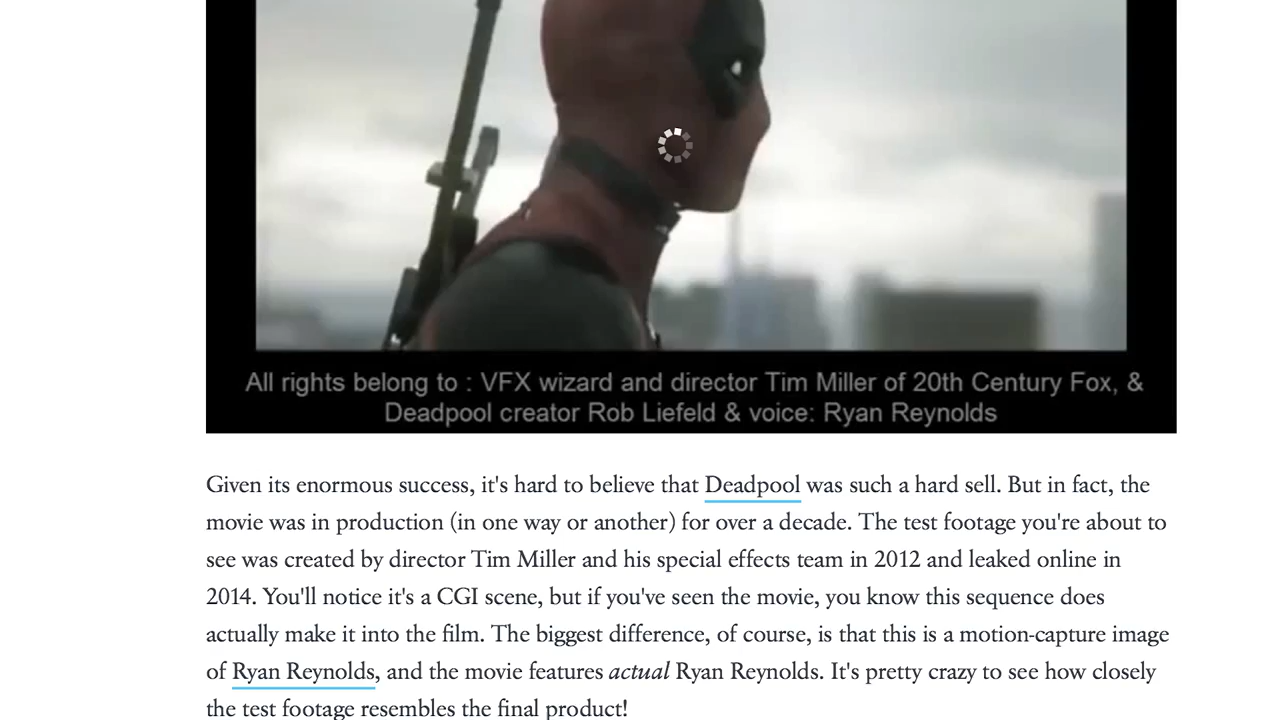 All rights belong to : VFX wizard and director Tim Miller of 20th Century Fox, &
Deadpool creator Rob Liefeld & voice: Ryan Reynolds
Given its enormous success, it's hard to believe that Deadpool was such a hard sell. But in fact, the
movie was in production (in one way or another) for over a decade. The test footage you're about to
see was created by director Tim Miller and his special effects team in 2012 and leaked online in
2014. You'll notice it's a CGI scene, but if you've seen the movie, you know this sequence does
actually make it into the film. The biggest difference, of course, is that this is a motion-capture image
of Ryan Reynolds, and the movie features actual Ryan Reynolds. It's pretty crazy to see how closely
the test footage resembles the final product!